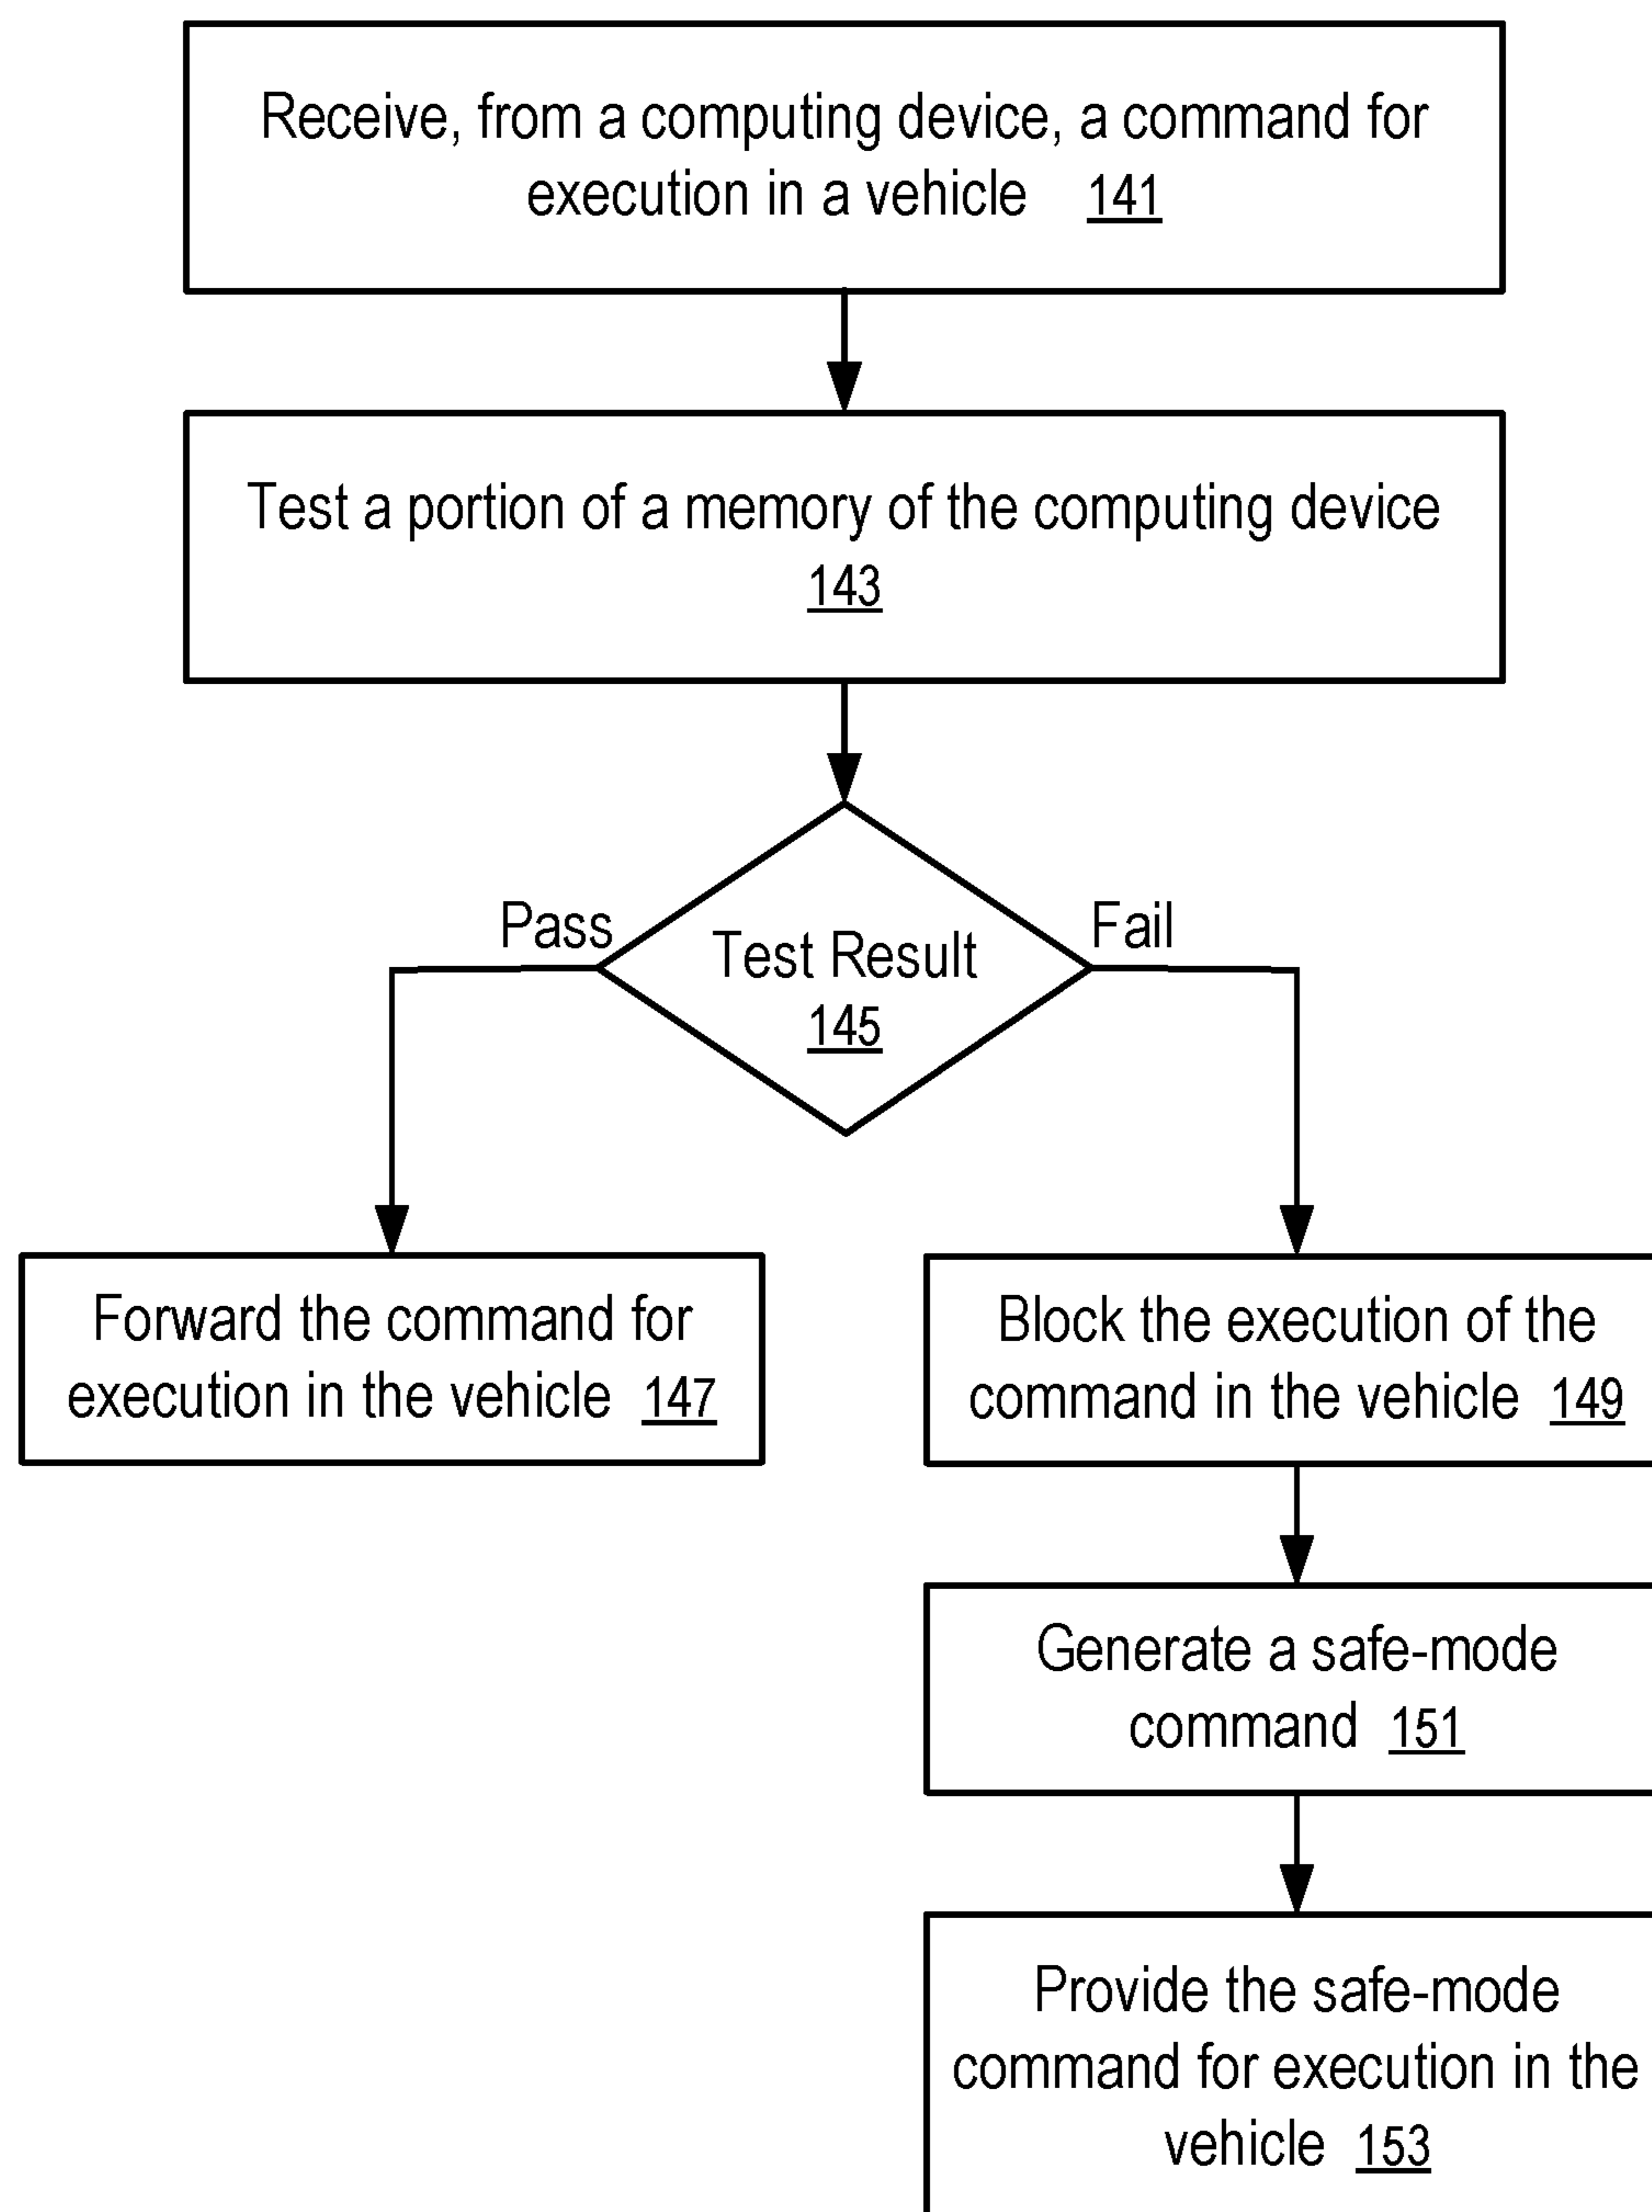 Receive, from a computing device, a command for
execution in a vehicle 141
Test a portion of a memory of the computing device
143
Pass
Test Result
145
Fail
Forward the command for
execution in the vehicle 147
Block the execution of the
command in the vehicle 149
Generate a safe-mode
command 151
Provide the safe-mode
command for execution in the
vehicle 153